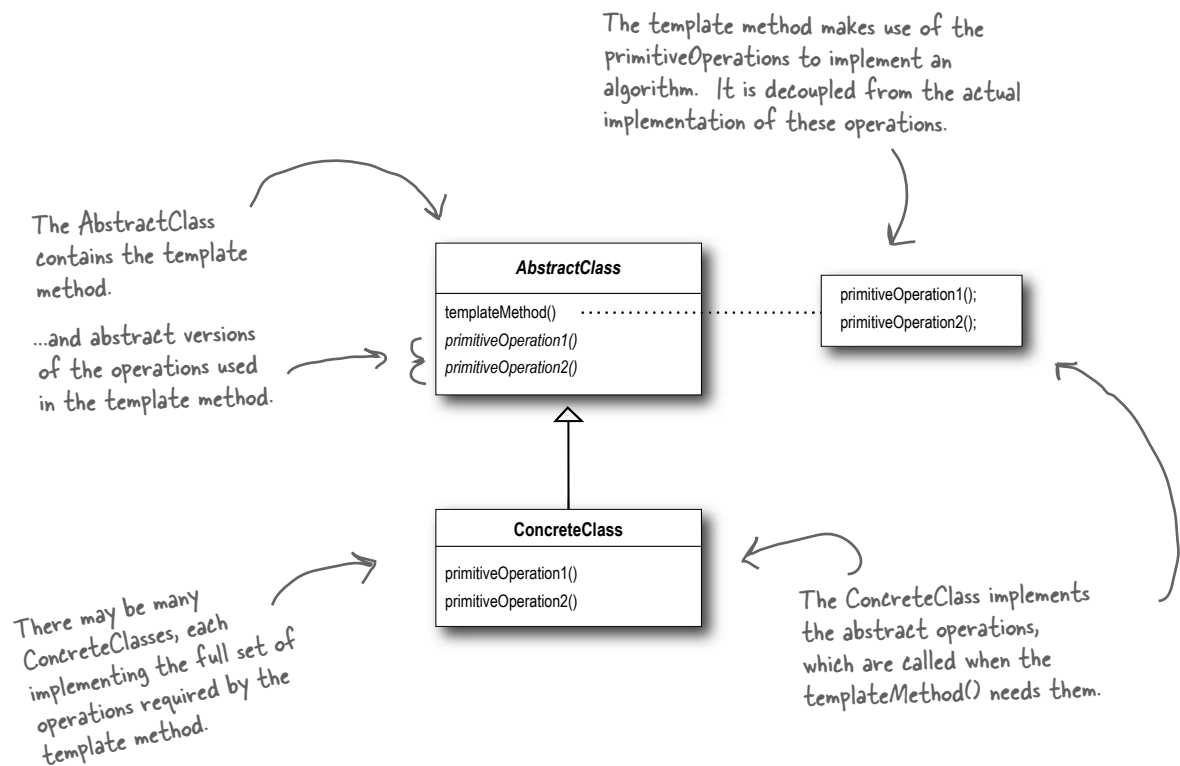 The template method makes use of the
primitiveOperations to implement an
algorithm. It is decoupled from the actual
implementation of these operations.
The AbstractClass
contains the template
method.
...and abstract versions
of the operations used
in the template method.
AbstractClass
templateMethod()
primitiveOperation1()
primitiveOperation2()
primitiveOperation1();
primitiveOperation2();
ConcreteClass
primitiveOperation1()
primitiveOperation2()
There may be many
ConcreteClasses, each
implementing the full set of
operations required by the
template method.
The ConcreteClass implements
the abstract operations,
which are called when the
templateMethod() needs them.